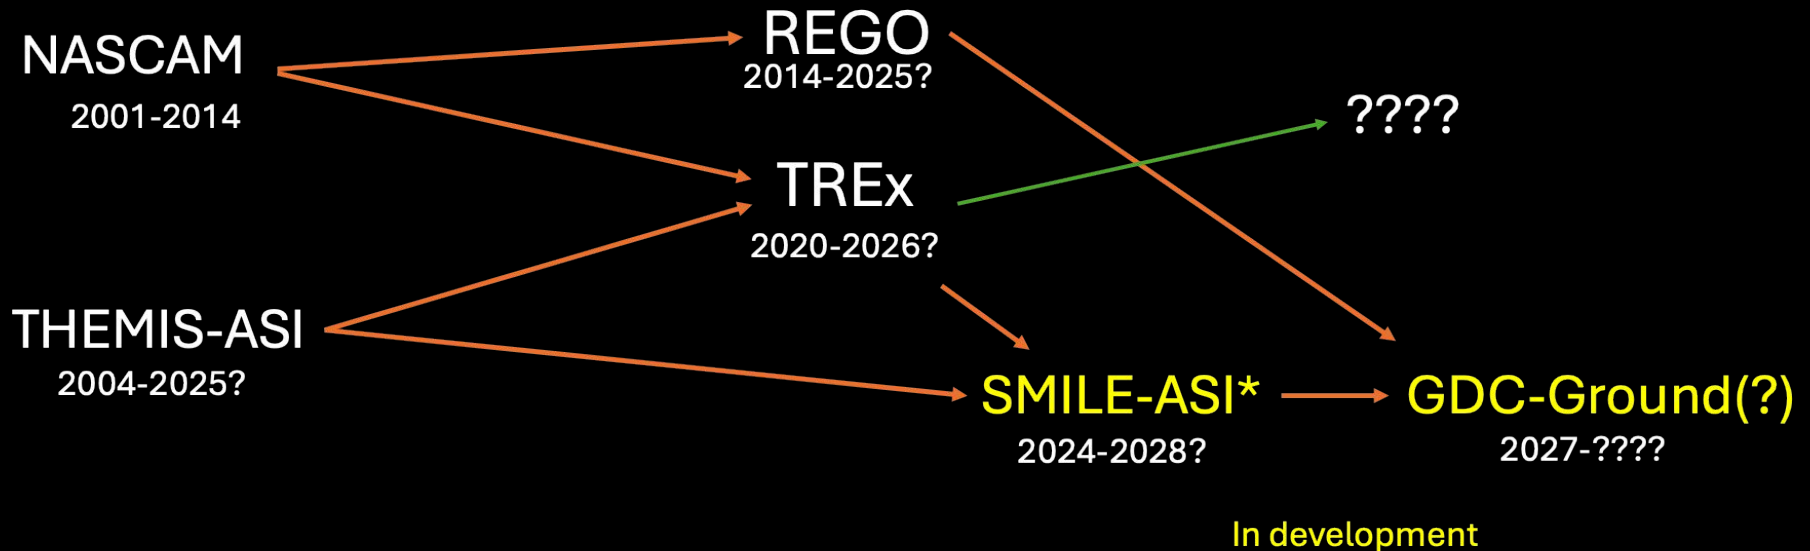 NASCAM
2001-2014
REGO
2014-2025?
????
TREx
2020-2026?
THEMIS-ASI
2004-2025?
SMILE-ASI*
2024-2028?
GDC-Ground(?)
2027-????
In development